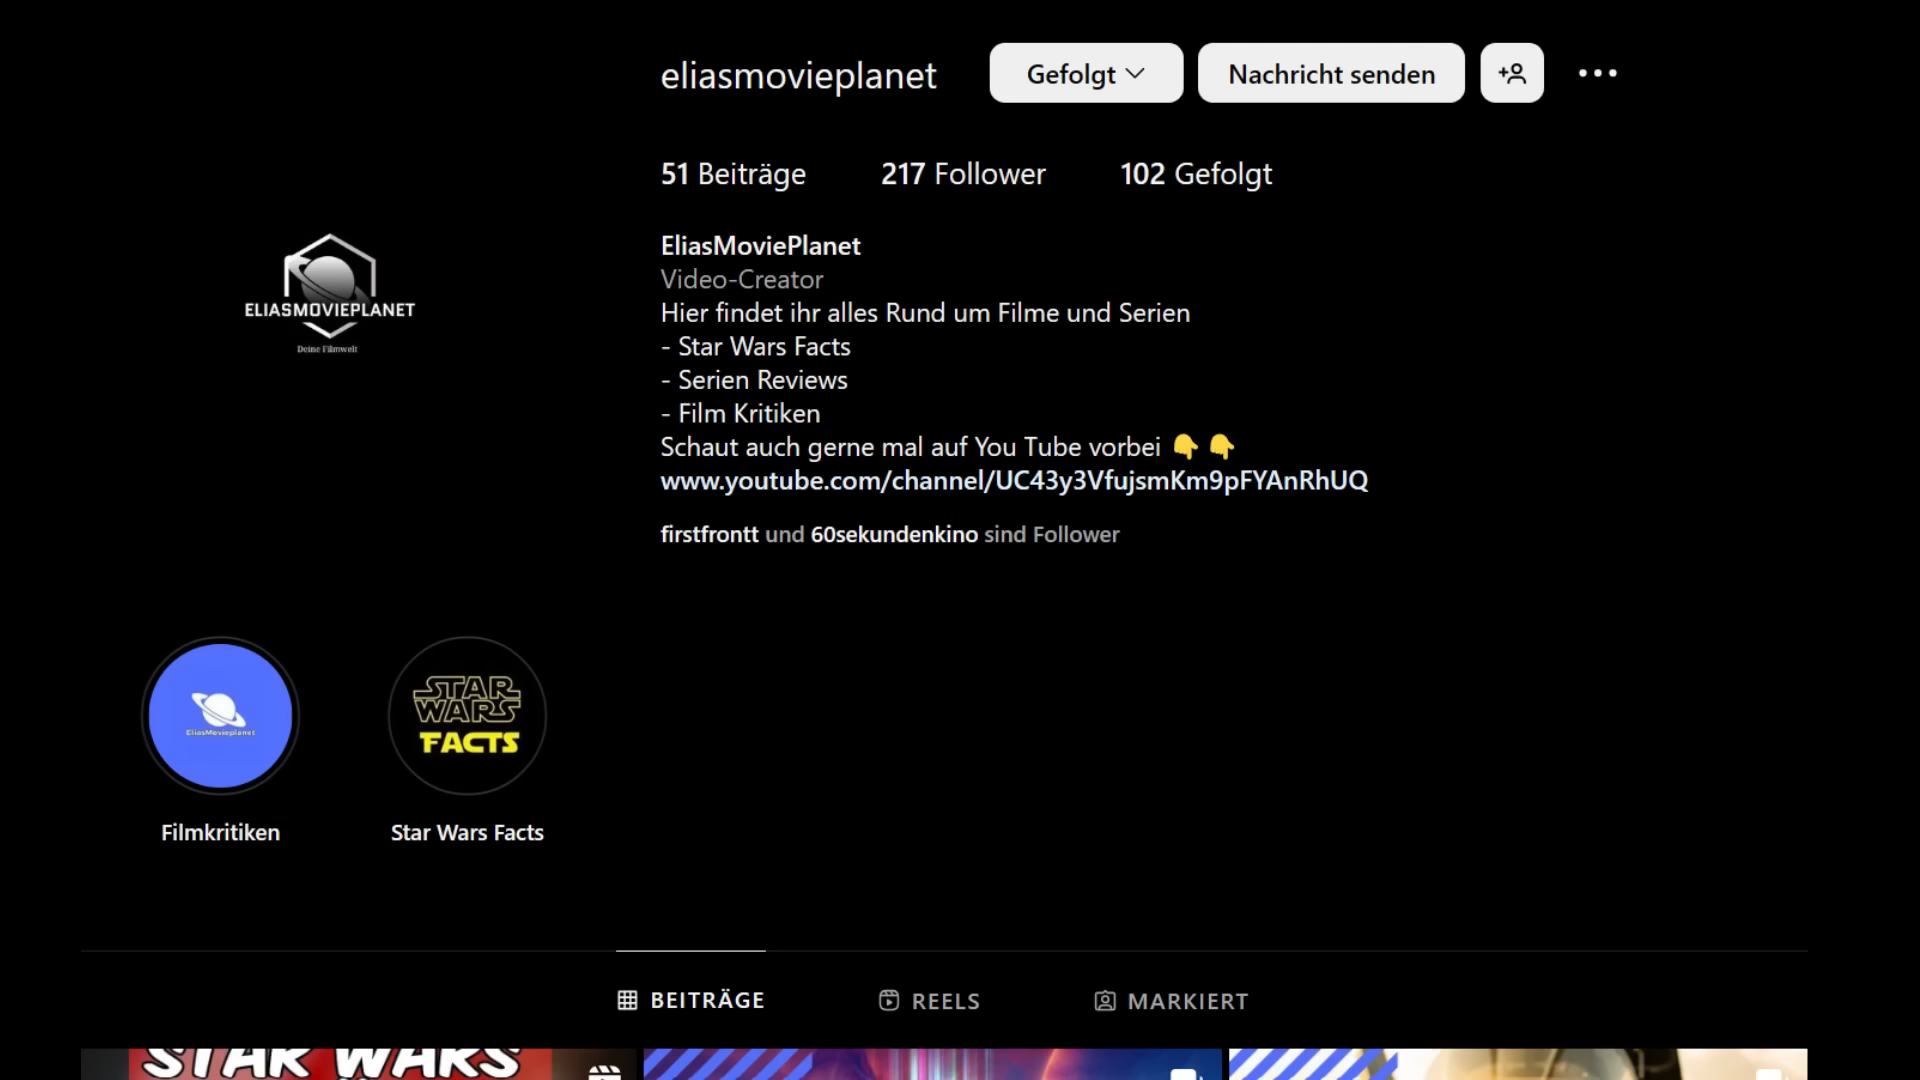 eliasmovieplanet
Gefolgt
Nachricht senden
51 Beiträge
217 Follower
102 Gefolgt
ELIASMOVIEPLANET
Deine Filmwelt
EliasMoviePlanet
Video-Creator
Hier findet ihr alles Rund um Filme und Serien
- Star Wars Facts
- Serien Reviews
- Film Kritiken
Schaut auch gerne mal auf You Tube vorbei 👇👇
www.youtube.com/channel/UC43y3VfujsmKm9pFYAnRhUQ
firstfrontt und 60sekundenkino sind Follower
EliasMovieplanet
STAR
WARS
FACTS
Filmkritiken
Star Wars Facts
BEITRÄGE
REELS
MARKIERT
STAR WARS